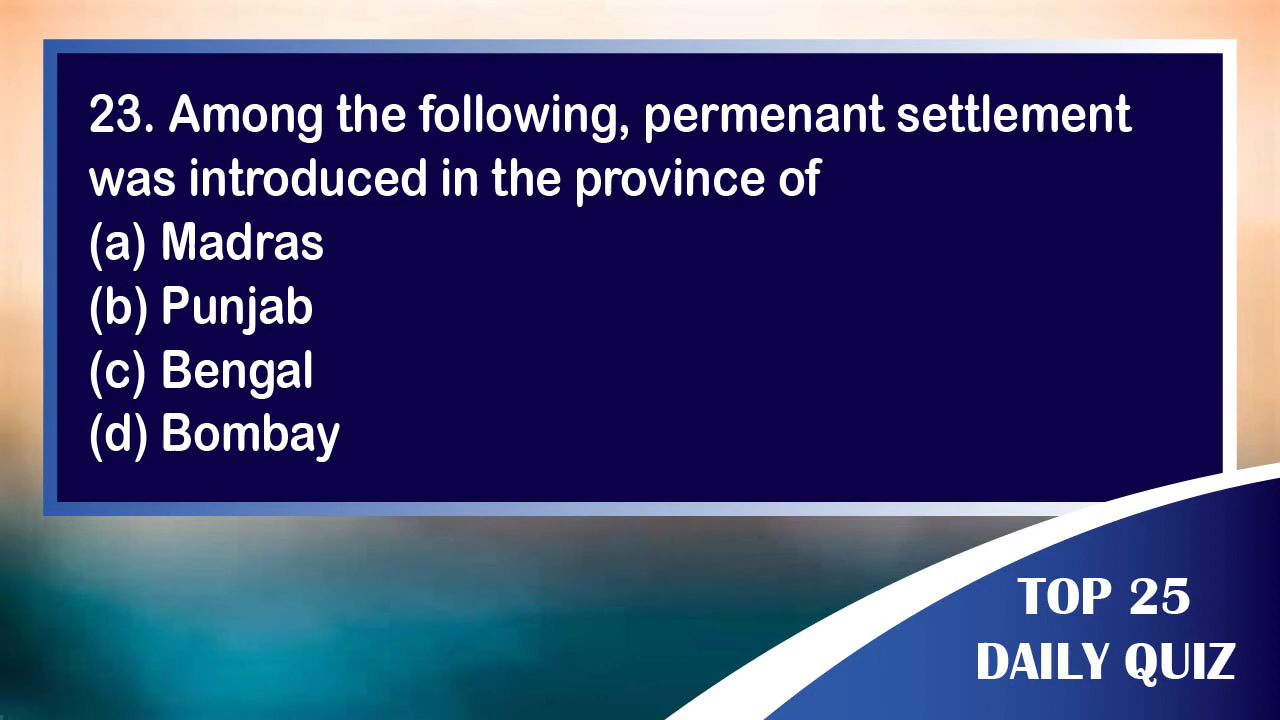 23. Among the following, permenant settlement
was introduced in the province of
(a) Madras
(b) Punjab
(c) Bengal
(d) Bombay
TOP 25
DAILY QUIZ